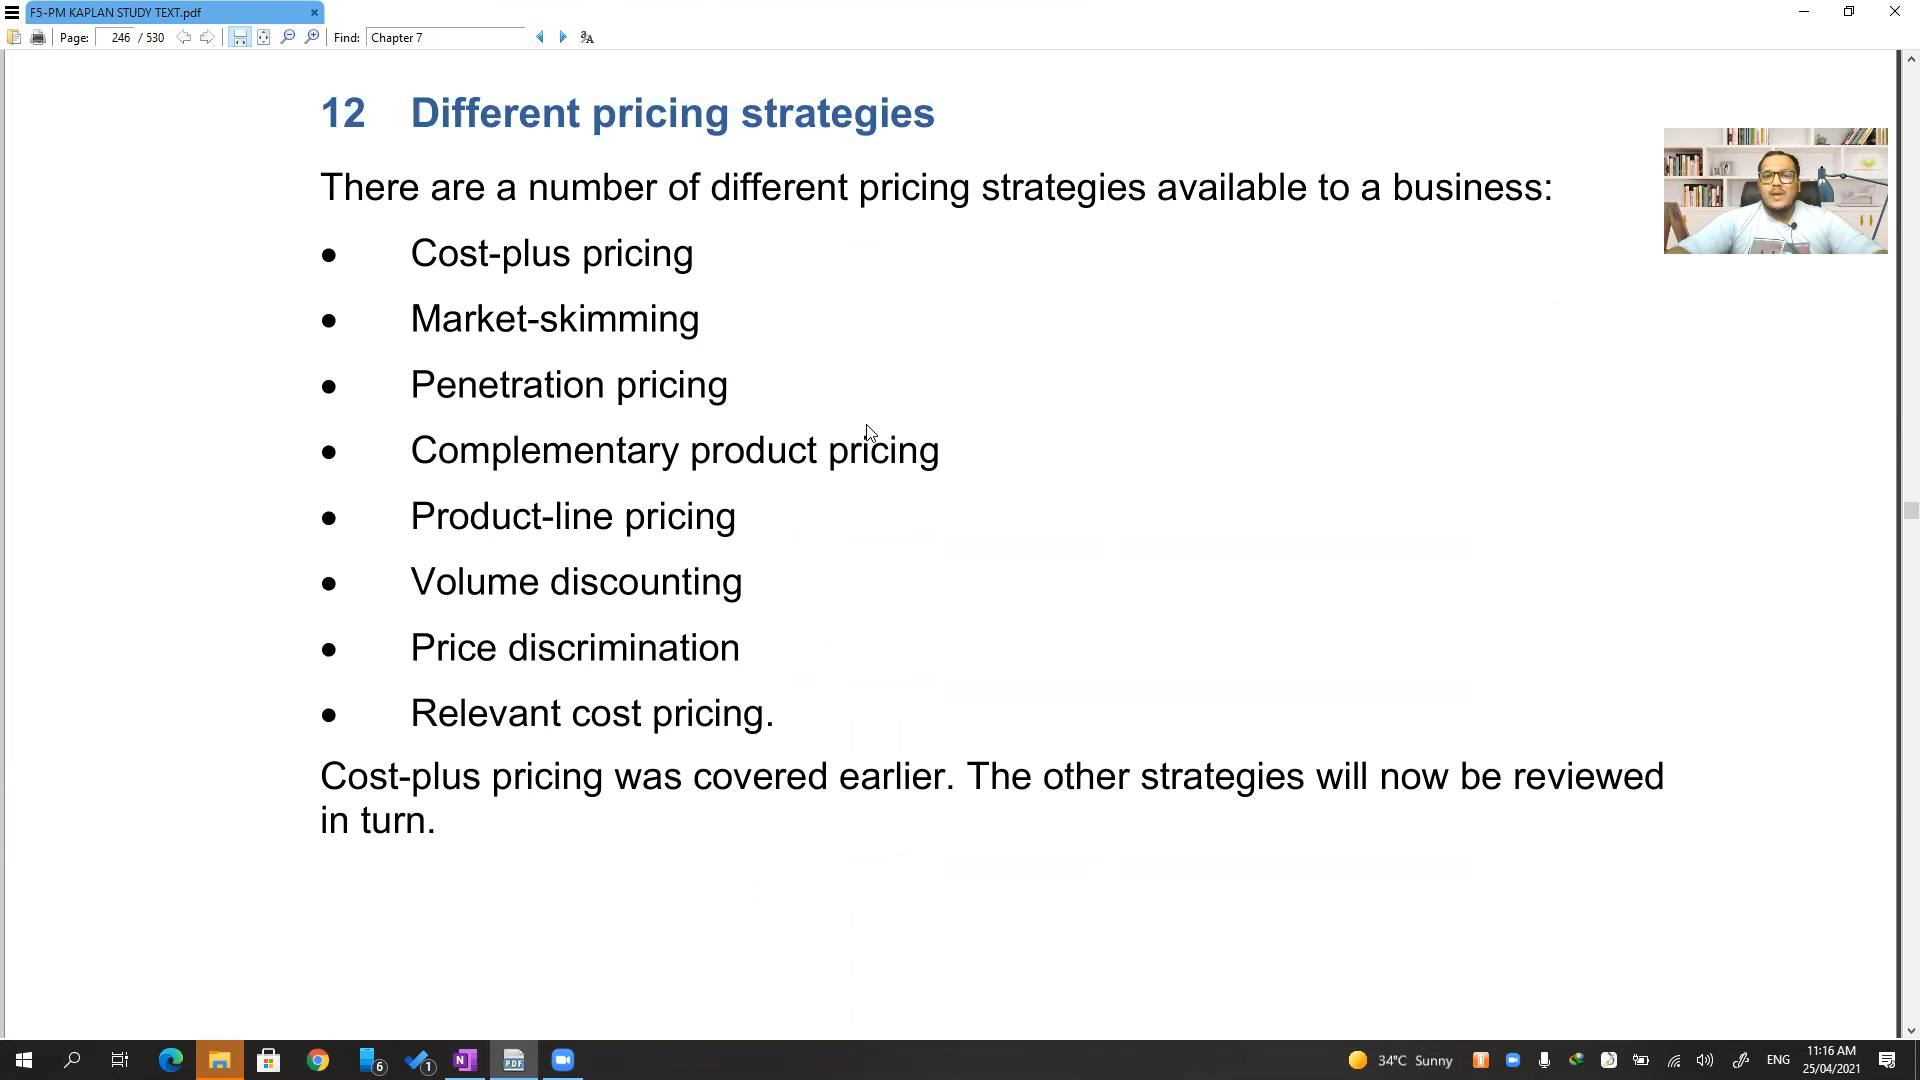 F5-PM KAPLAN STUDY TEXT.pdf
Page: 246 / 530 Find: Chapter 7
12 Different pricing strategies
There are a number of different pricing strategies available to a business:
• Cost-plus pricing
• Market-skimming
• Penetration pricing
• Complementary product pricing
• Product-line pricing
• Volume discounting
• Price discrimination
• Relevant cost pricing.
Cost-plus pricing was covered earlier. The other strategies will now be reviewed
in turn.
6 1 N PDF 34°C Sunny ENG 11:16 AM
25/04/2021